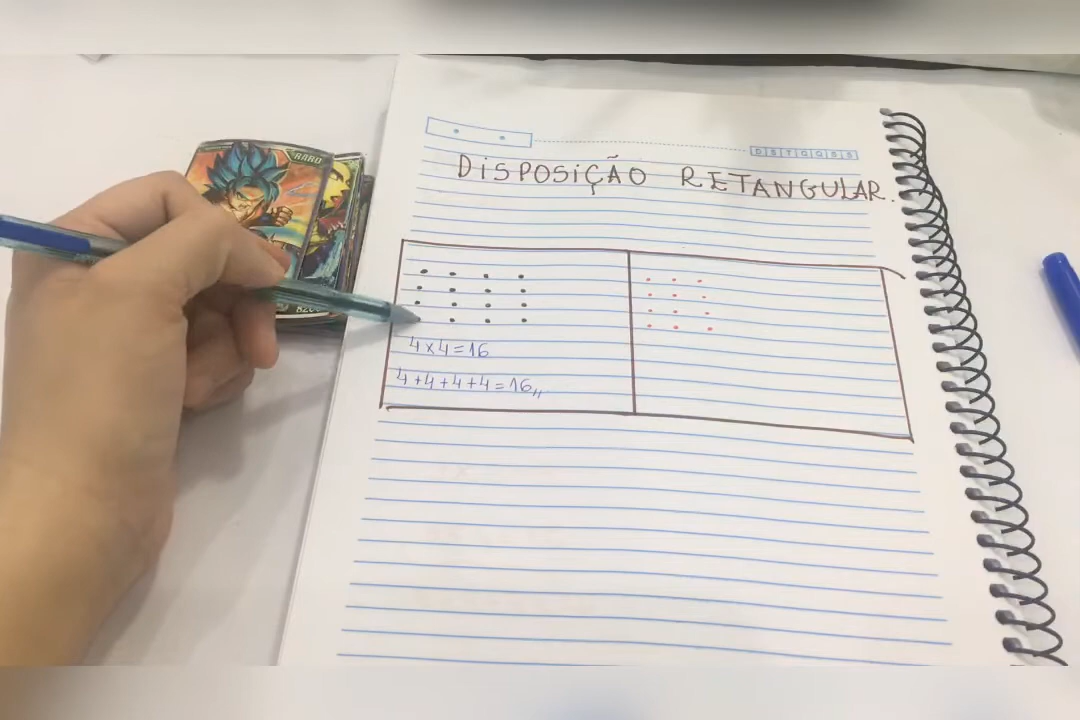 RARO
D S T Q Q S S
DISPOSIÇÃO RETANGULAR.
4 x 4 = 16
4 + 4 + 4 + 4 = 16,,